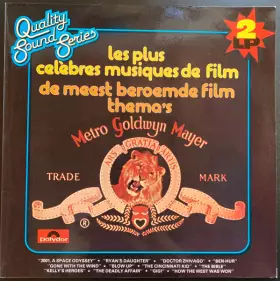 Quality
Sound Series
2
LP
les plus
celèbres musiques de film
de meest beroemde film
thema's
Metro Goldwyn Mayer
ARS GRATIA ARTIS
TRADE MARK
®
polydor
"2001, A SPACE ODYSSEY" • "RYAN'S DAUGHTER" • "DOCTOR ZHIVAGO" • "BEN-HUR"
"GONE WITH THE WIND" • "BLOW UP" • "THE CINCINNATI KID" • "THE BIBLE"
"KELLY'S HEROES" • "THE DEADLY AFFAIR" • "GIGI" • "HOW THE WEST WAS WON"